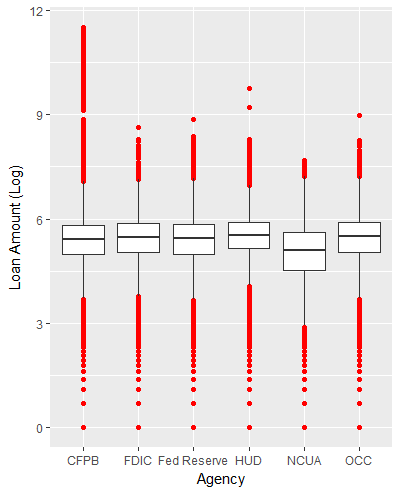 Loan Amount (Log)
12
9
6
3
0
CFPB FDIC Fed Reserve HUD NCUA OCC
Agency